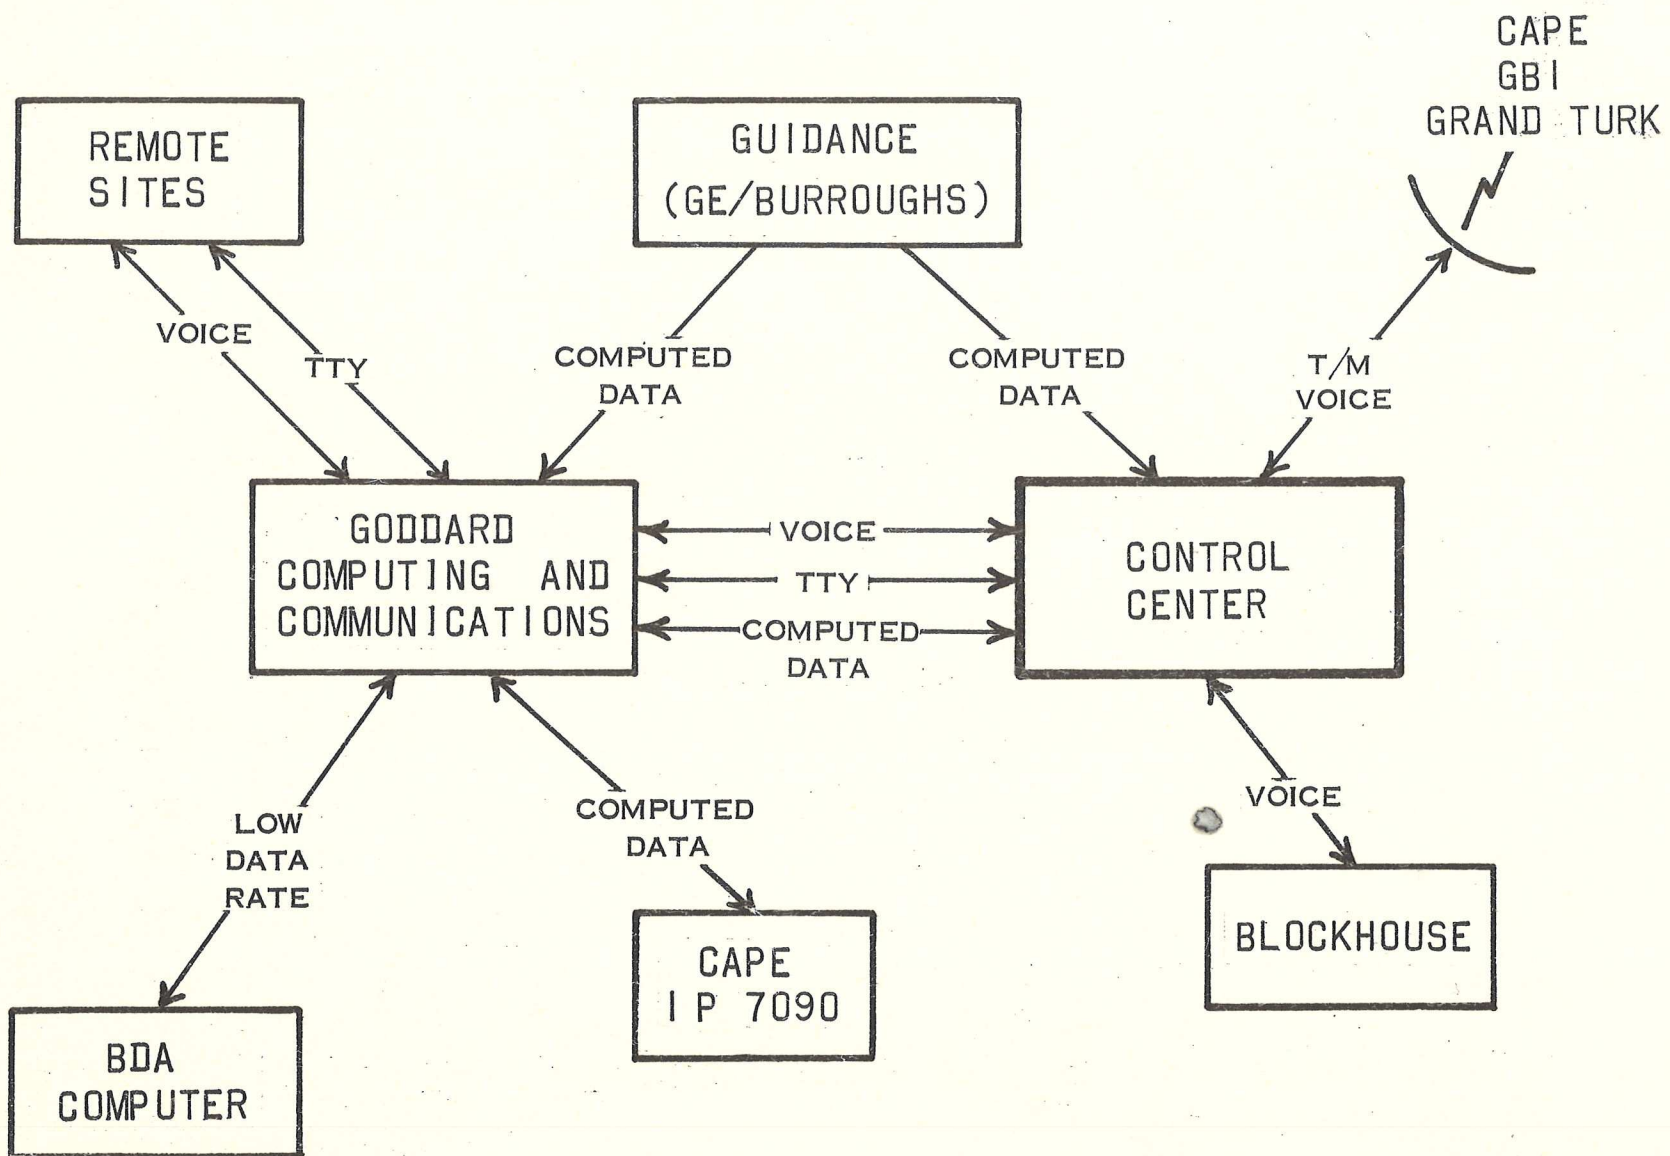 CAPE
GBI
GRAND TURK
REMOTE
SITES
GUIDANCE
(GE/BURROUGHS)
VOICE
TTY
COMPUTED
DATA
COMPUTED
DATA
T/M
VOICE
GODDARD
COMPUTING AND
COMMUNICATIONS
VOICE
TTY
COMPUTED
DATA
CONTROL
CENTER
LOW
DATA
RATE
COMPUTED
DATA
VOICE
BDA
COMPUTER
CAPE
IP 7090
BLOCKHOUSE